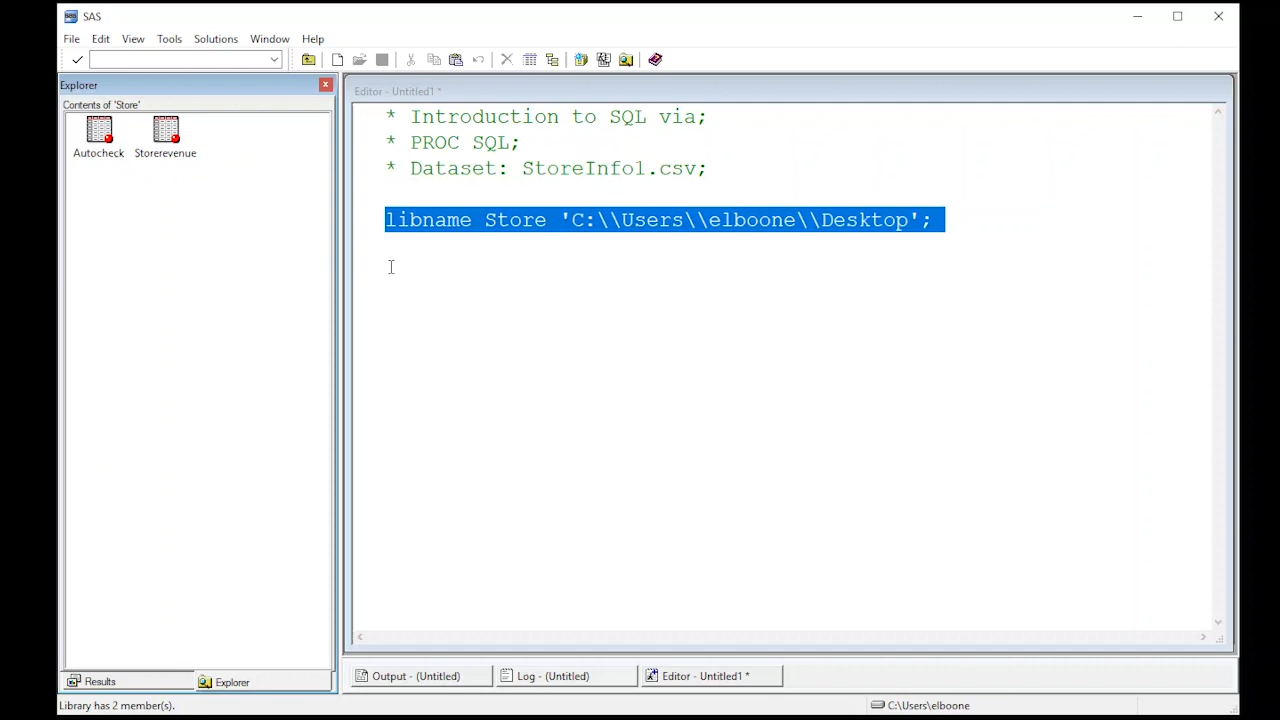 SAS
File Edit View Tools Solutions Window Help
Explorer
Contents of 'Store'
Autocheck Storerevenue
Editor - Untitled1 *
* Introduction to SQL via;
* PROC SQL;
* Dataset: StoreInfo1.csv;
libname Store 'C:\\Users\\elboone\\Desktop';
Results Explorer
Output - (Untitled) Log - (Untitled) Editor - Untitled1 *
Library has 2 member(s). C:\Users\elboone